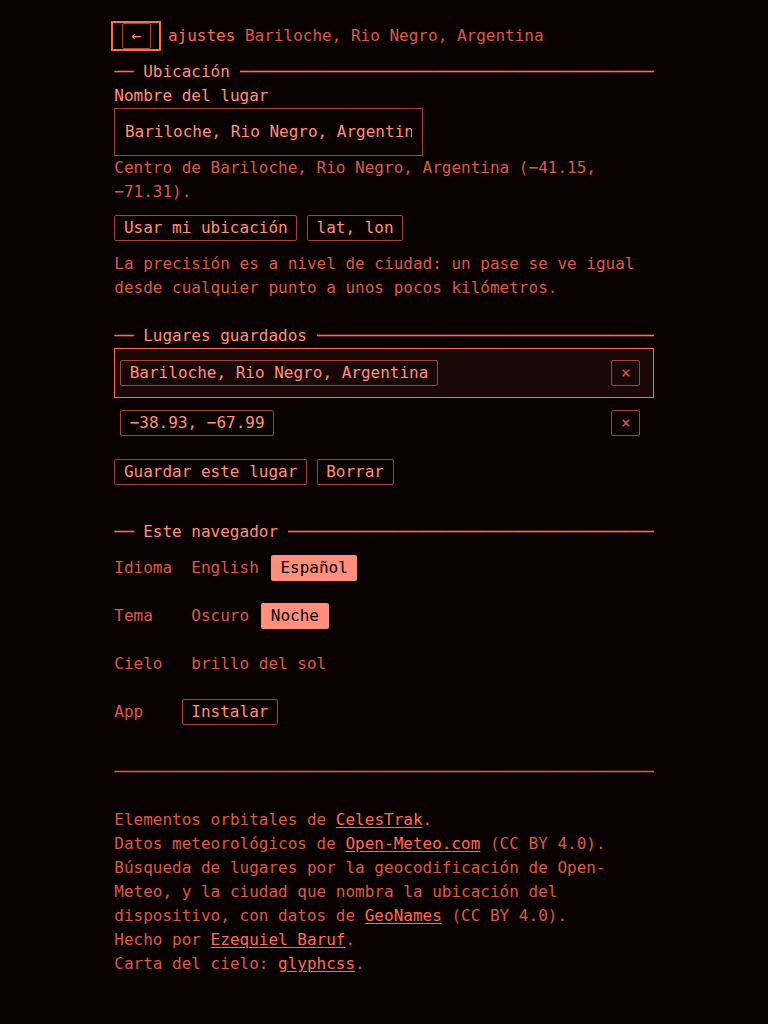 ← ajustes Bariloche, Rio Negro, Argentina
Ubicación
Nombre del lugar
Bariloche, Rio Negro, Argentin
Centro de Bariloche, Rio Negro, Argentina (−41.15,
−71.31).
Usar mi ubicación lat, lon
La precisión es a nivel de ciudad: un pase se ve igual
desde cualquier punto a unos pocos kilómetros.
Lugares guardados
Bariloche, Rio Negro, Argentina ×
−38.93, −67.99 ×
Guardar este lugar Borrar
Este navegador
Idioma English Español
Tema Oscuro Noche
Cielo brillo del sol
App Instalar
Elementos orbitales de CelesTrak.
Datos meteorológicos de Open-Meteo.com (CC BY 4.0).
Búsqueda de lugares por la geocodificación de Open-
Meteo, y la ciudad que nombra la ubicación del
dispositivo, con datos de GeoNames (CC BY 4.0).
Hecho por Ezequiel Baruf.
Carta del cielo: glyphcss.